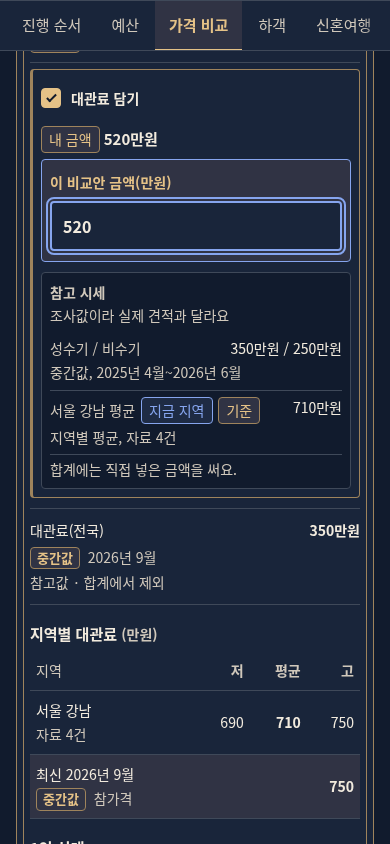 진행 순서 예산 가격 비교 하객 신혼여행
대관료 담기
내 금액 520만원
이 비교안 금액(만원)
520
참고 시세
조사값이라 실제 견적과 달라요
성수기 / 비수기 350만원 / 250만원
중간값, 2025년 4월~2026년 6월
서울 강남 평균 지금 지역 기준 710만원
지역별 평균, 자료 4건
합계에는 직접 넣은 금액을 써요.
대관료(전국) 350만원
중간값 2026년 9월
참고값 · 합계에서 제외
지역별 대관료 (만원)
지역 저 평균 고
서울 강남 690 710 750
자료 4건
최신 2026년 9월 750
중간값 참가격